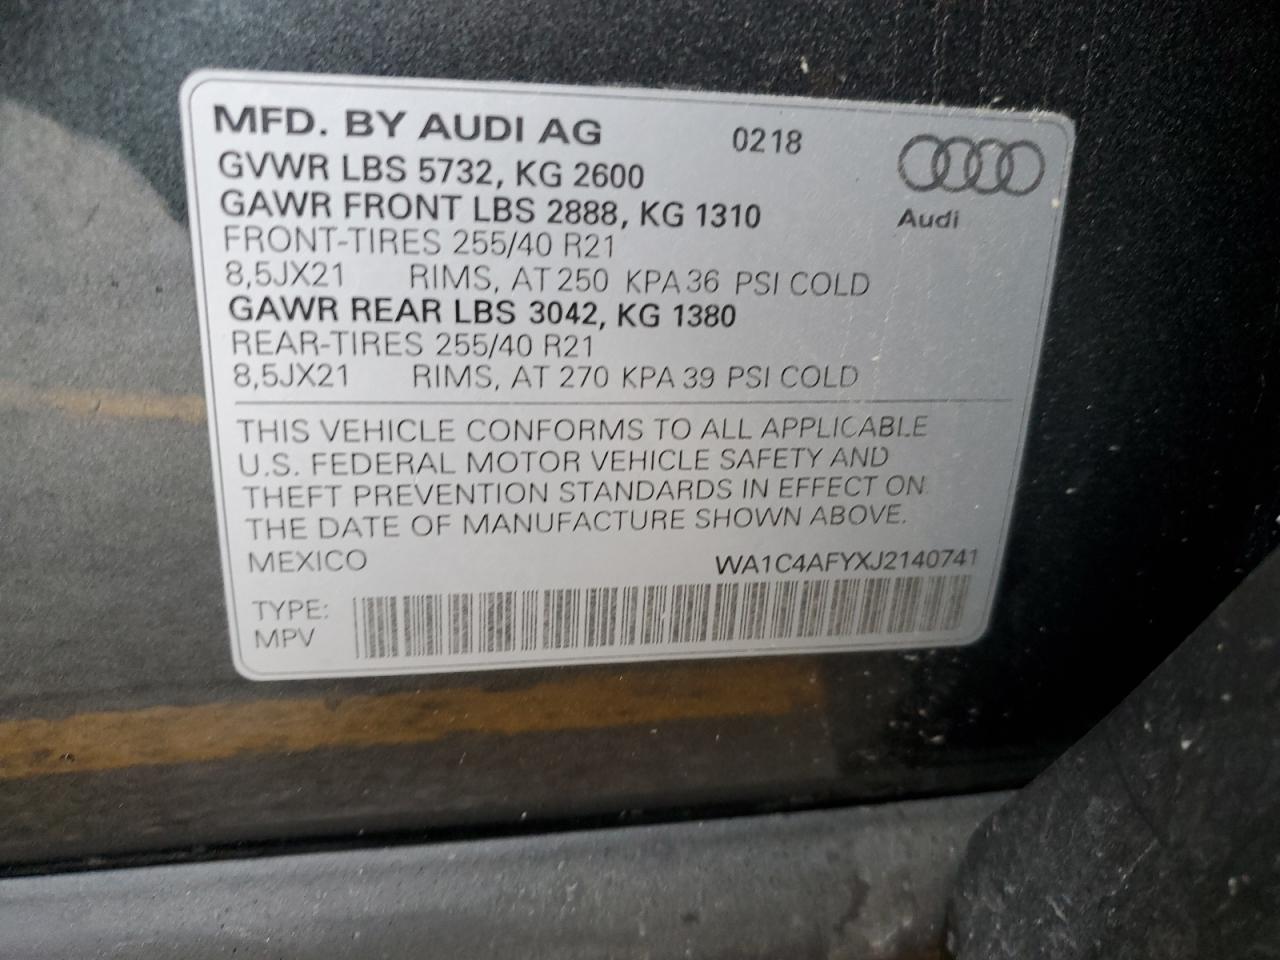 MFD. BY AUDI AG 0218
GVWR LBS 5732, KG 2600
GAWR FRONT LBS 2888, KG 1310
Audi
FRONT-TIRES 255/40 R21
8,5JX21 RIMS, AT 250 KPA 36 PSI COLD
GAWR REAR LBS 3042, KG 1380
REAR-TIRES 255/40 R21
8,5JX21 RIMS, AT 270 KPA 39 PSI COLD
THIS VEHICLE CONFORMS TO ALL APPLICABLE
U.S. FEDERAL MOTOR VEHICLE SAFETY AND
THEFT PREVENTION STANDARDS IN EFFECT ON
THE DATE OF MANUFACTURE SHOWN ABOVE.
MEXICO WA1C4AFYXJ2140741
TYPE:
MPV